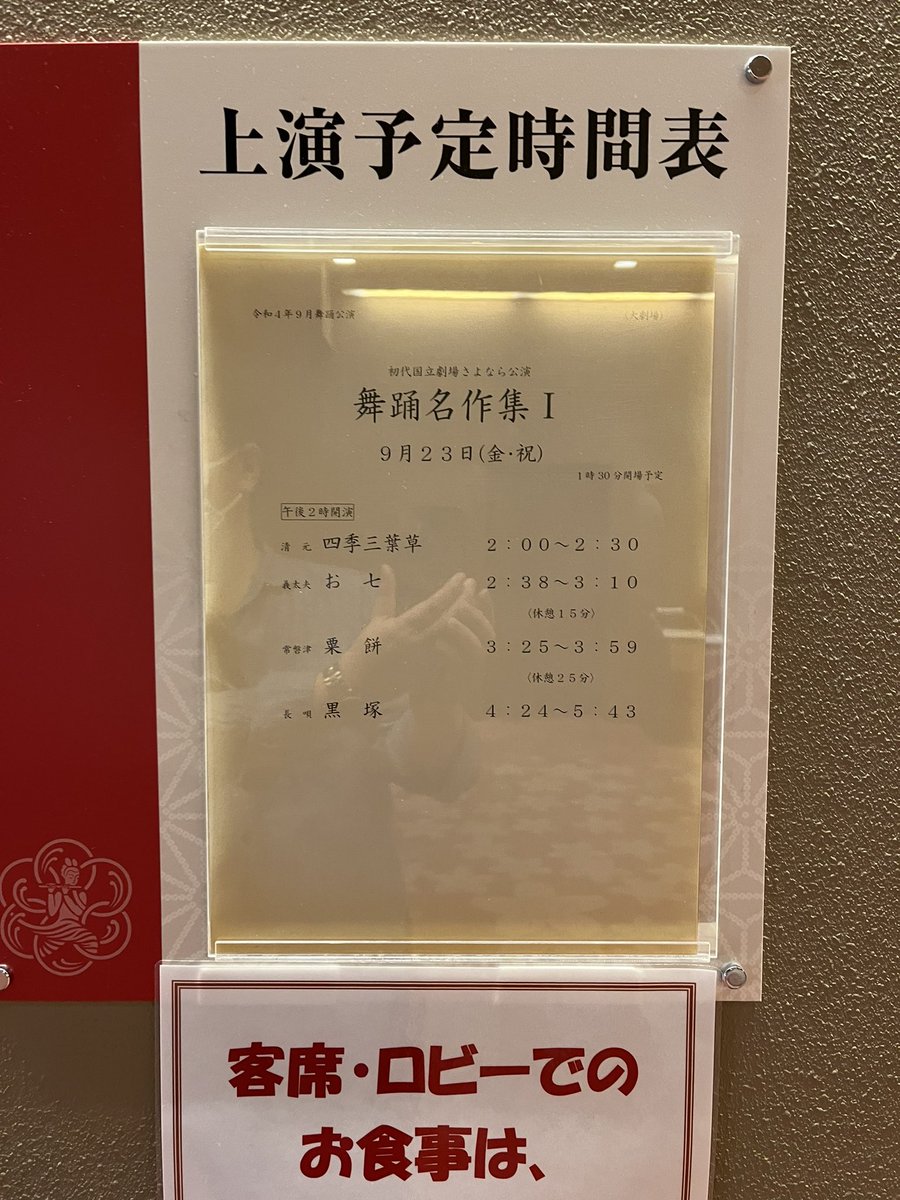 上演予定時間表
令和4年9月舞踊公演 (大劇場)
初代国立劇場さよなら公演
舞踊名作集Ⅰ
9月23日(金・祝)
1時30分開場予定
午後2時開演
清元 四季三葉草 2:00～2:30
義太夫 お七 2:38～3:10
(休憩15分)
常磐津 粟餅 3:25～3:59
(休憩25分)
長唄 黒塚 4:24～5:43
客席・ロビーでの
お食事は、